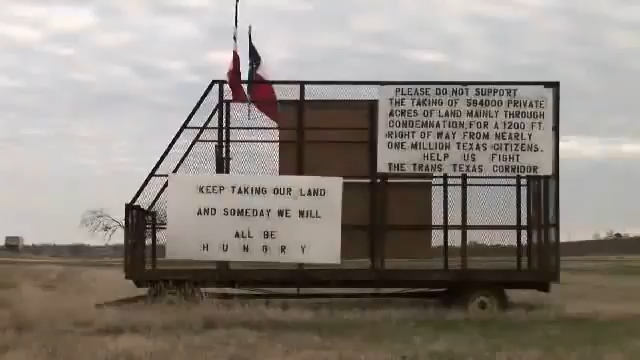 PLEASE DO NOT SUPPORT
THE TAKING OF 584000 PRIVATE
ACRES OF LAND MAINLY THROUGH
CONDEMNATION, FOR A 1200 FT.
RIGHT OF WAY FROM NEARLY
ONE MILLION TEXAS CITIZENS.
HELP US FIGHT
THE TRANS TEXAS CORRIDOR
KEEP TAKING OUR LAND
AND SOMEDAY WE WILL
ALL BE
HUNGRY